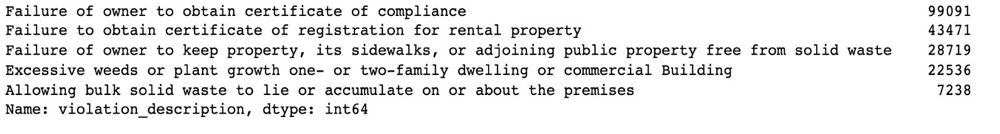 Failure of owner to obtain certificate of compliance 99091
Failure to obtain certificate of registration for rental property 43471
Failure of owner to keep property, its sidewalks, or adjoining public property free from solid waste 28719
Excessive weeds or plant growth one- or two-family dwelling or commercial Building 22536
Allowing bulk solid waste to lie or accumulate on or about the premises 7238
Name: violation_description, dtype: int64